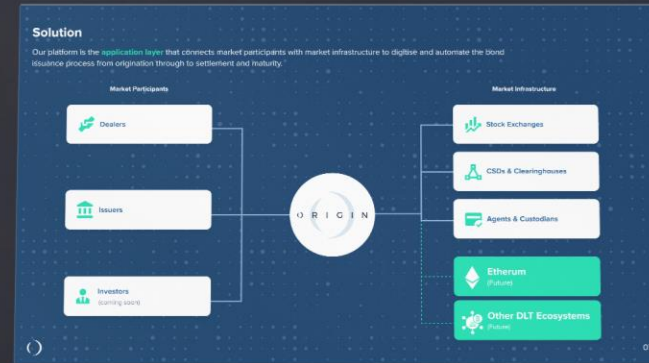 Solution
Our platform is the application layer that connects market participants with market infrastructure to digitise and automate the bond
issuance process from origination through to settlement and maturity.
Market Participants
Dealers
Issuers
Investors
(coming soon)
ORIGIN
Market Infrastructure
Stock Exchanges
CSDs & Clearinghouses
Agents & Custodians
Etherum
(Future)
Other DLT Ecosystems
(Future)